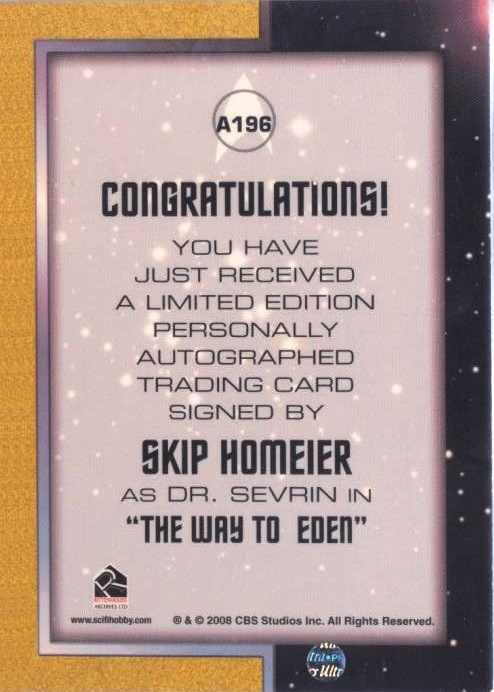 A196
CONGRATULATIONS!
YOU HAVE
JUST RECEIVED
A LIMITED EDITION
PERSONALLY
AUTOGRAPHED
TRADING CARD
SIGNED BY
SKIP HOMEIER
AS DR. SEVRIN IN
"THE WAY TO EDEN"
RITTENHOUSE
ARCHIVES LTD
www.scifihobby.com ® & © 2008 CBS Studios Inc. All Rights Reserved.